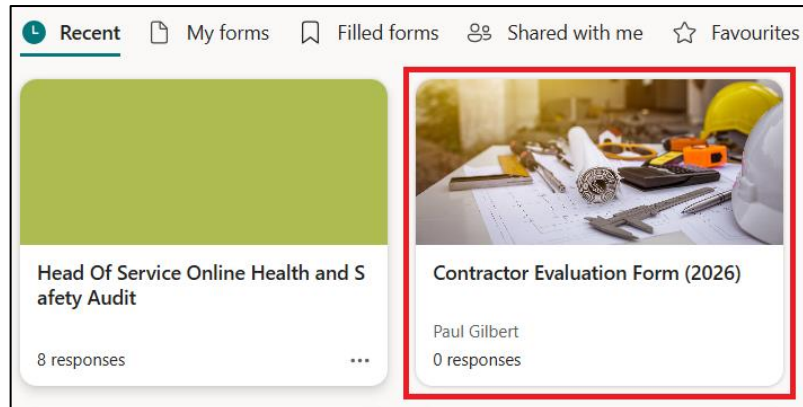 Recent My forms Filled forms Shared with me Favourites
Head Of Service Online Health and S
afety Audit
8 responses
Contractor Evaluation Form (2026)
Paul Gilbert
0 responses